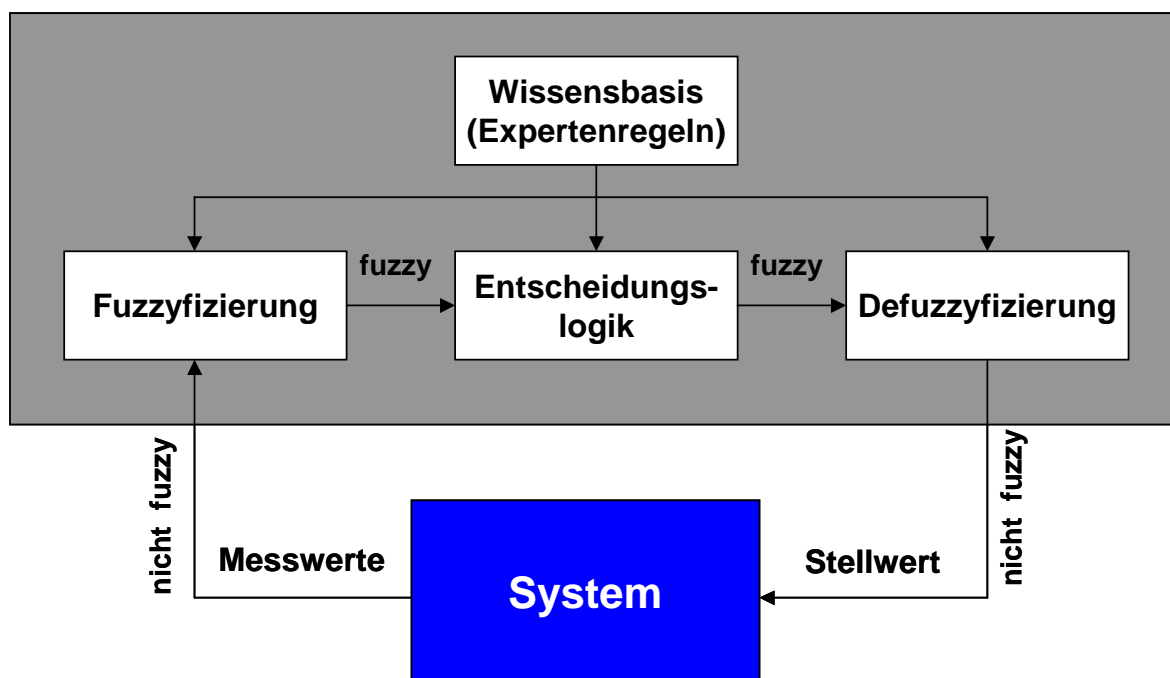 Wissensbasis
(Expertenregeln)
fuzzy
fuzzy
Fuzzyfizierung
Entscheidungs-
logik
Defuzzyfizierung
nicht fuzzy
nicht fuzzy
Messwerte
Stellwert
System